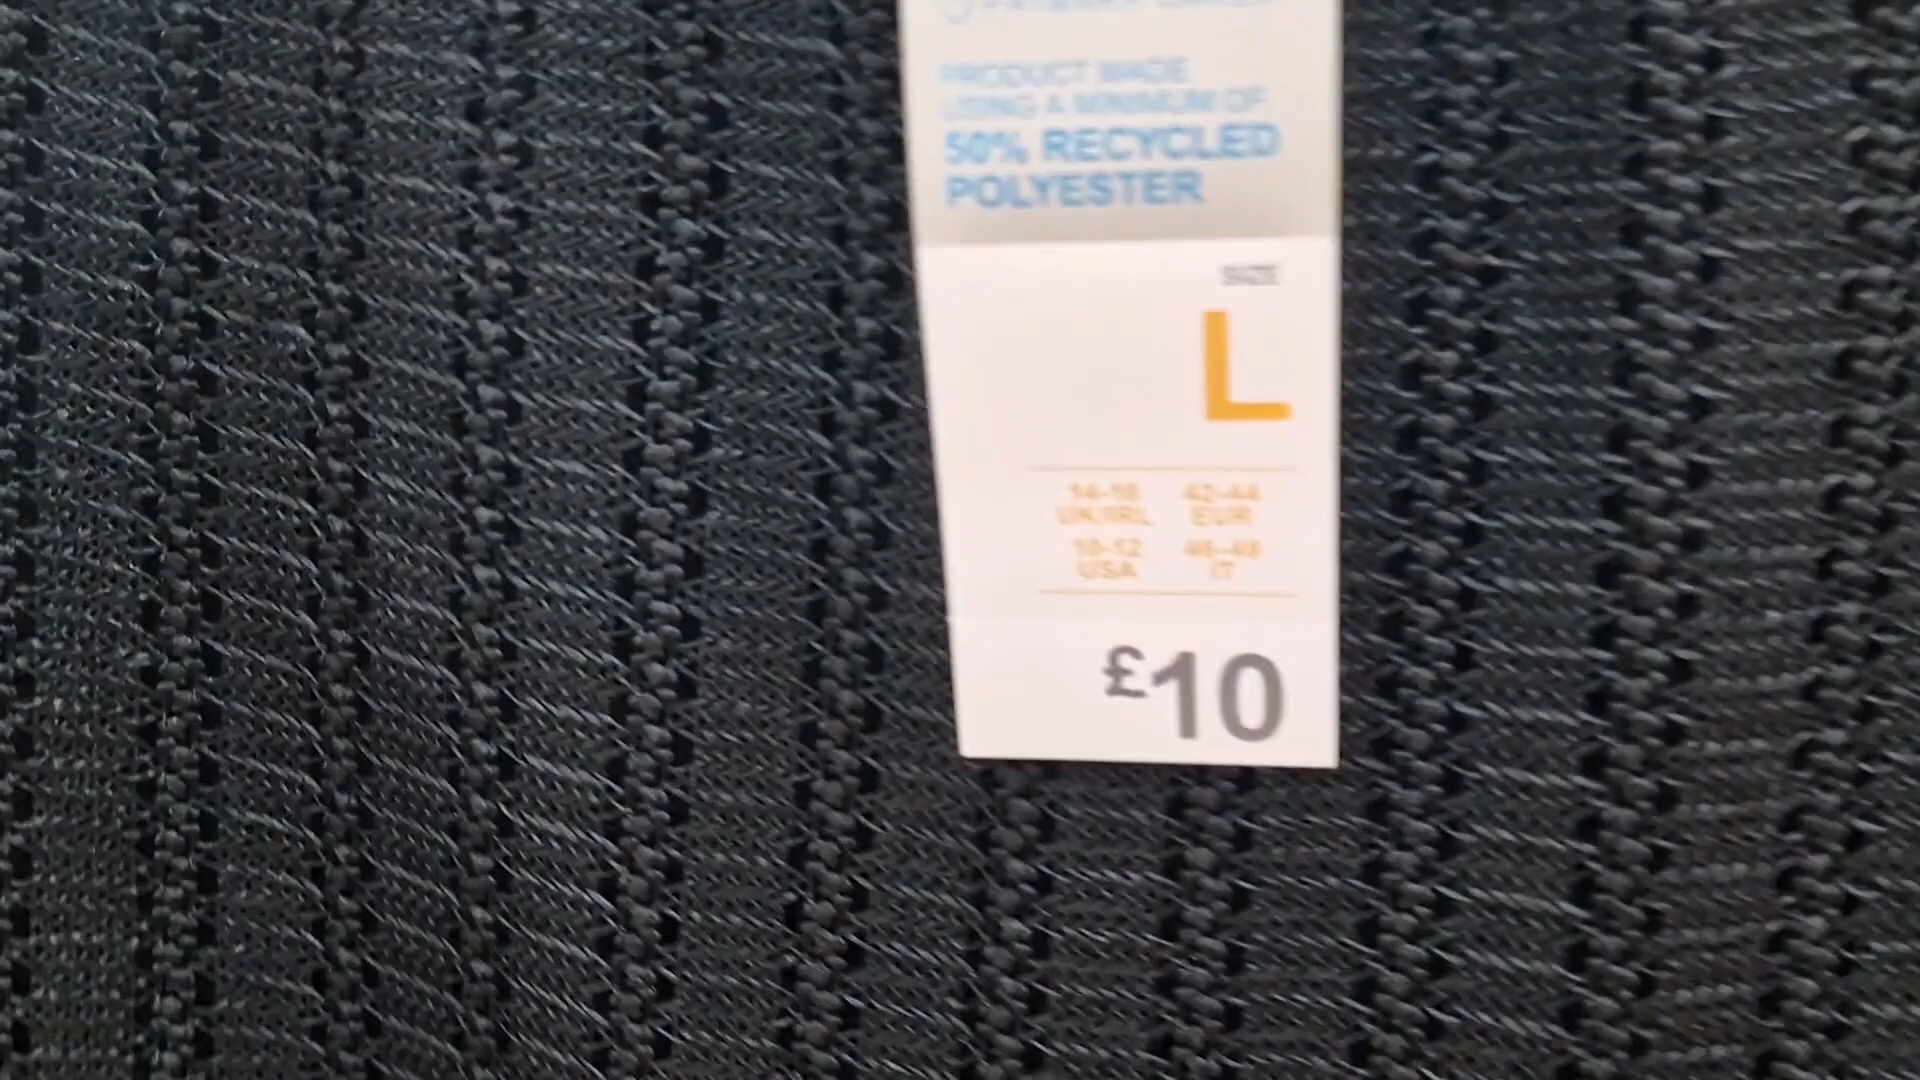 PRODUCT MADE
USING A MINIMUM OF
50% RECYCLED
POLYESTER
SIZE
L
14-16 42-44
UK/IRL EUR
10-12 46-48
USA IT
£10